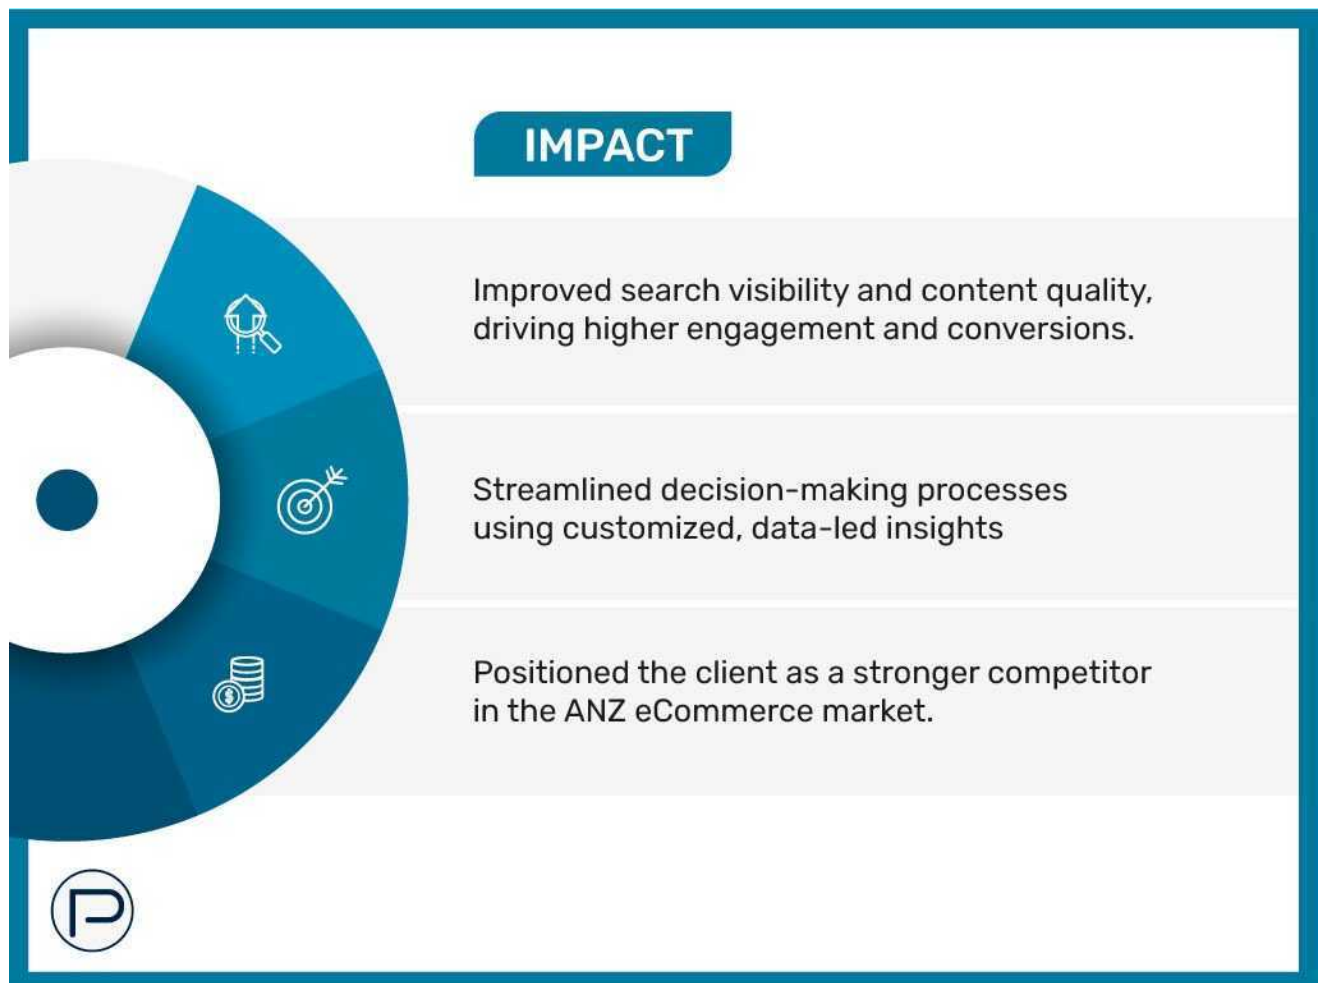 IMPACT
Improved search visibility and content quality,
driving higher engagement and conversions.
Streamlined decision-making processes
using customized, data-led insights
Positioned the client as a stronger competitor
in the ANZ eCommerce market.
$
P